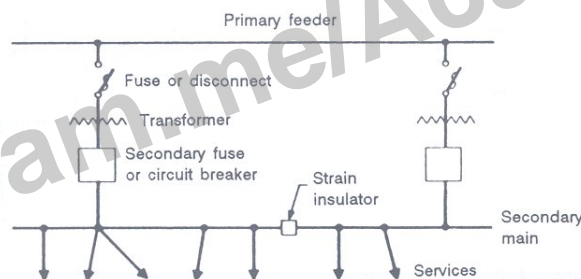 Primary feeder
Fuse or disconnect
Transformer
Secondary fuse
or circuit breaker
Strain
insulator
Secondary
main
Services